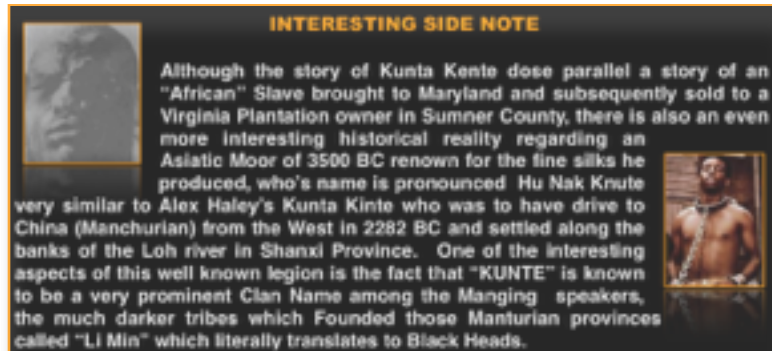 INTERESTING SIDE NOTE
Although the story of Kunta Kente dose parallel a story of an
"African" Slave brought to Maryland and subsequently sold to a
Virginia Plantation owner in Sumner County, there is also an even
more interesting historical reality regarding an
Asiatic Moor of 3500 BC renown for the fine silks he
produced, who's name is pronounced Hu Nak Knute
very similar to Alex Haley's Kunta Kinte who was to have drive to
China (Manchurian) from the West in 2282 BC and settled along the
banks of the Loh river in Shanxi Province. One of the interesting
aspects of this well known legion is the fact that "KUNTE" is known
to be a very prominent Clan Name among the Manging speakers,
the much darker tribes which Founded those Manturian provinces
called "Li Min" which literally translates to Black Heads.